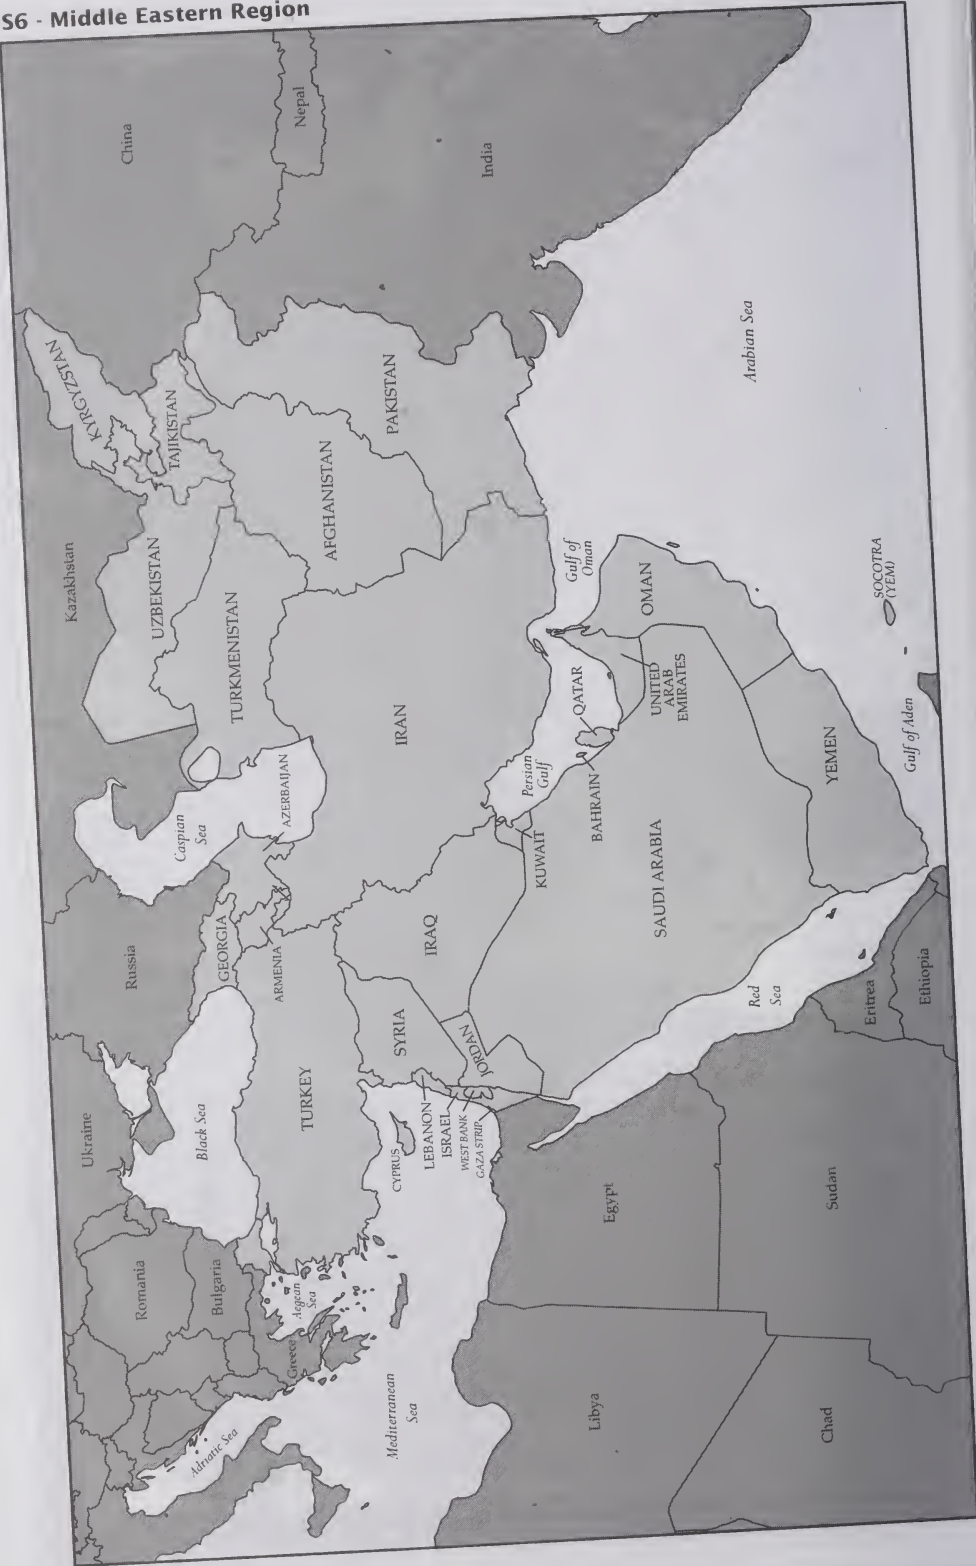 S6 - Middle Eastern Region
China
Nepal
India
Kazakhstan
KYRGYZSTAN
TAJIKISTAN
UZBEKISTAN
TURKMENISTAN
AFGHANISTAN
PAKISTAN
Arabian Sea
Russia
Caspian
Sea
AZERBAIJAN
IRAN
Gulf of
Oman
OMAN
QATAR
UNITED
ARAB
EMIRATES
SOCOTRA
(YEM)
Persian
Gulf
BAHRAIN
KUWAIT
YEMEN
Gulf of Aden
GEORGIA
ARMENIA
IRAQ
SAUDI ARABIA
Ukraine
Black Sea
TURKEY
SYRIA
JORDAN
Red
Sea
Eritrea
Ethiopia
CYPRUS
LEBANON
ISRAEL
WEST BANK
GAZA STRIP
Romania
Bulgaria
Aegean
Sea
Greece
Egypt
Sudan
Adriatic Sea
Mediterranean
Sea
Libya
Chad